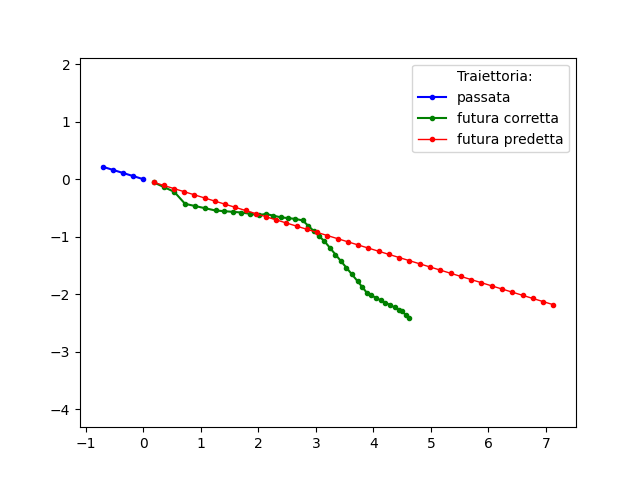 2
1
0
−1
−2
−3
−4
−1 0 1 2 3 4 5 6 7
Traiettoria:
passata
futura corretta
futura predetta